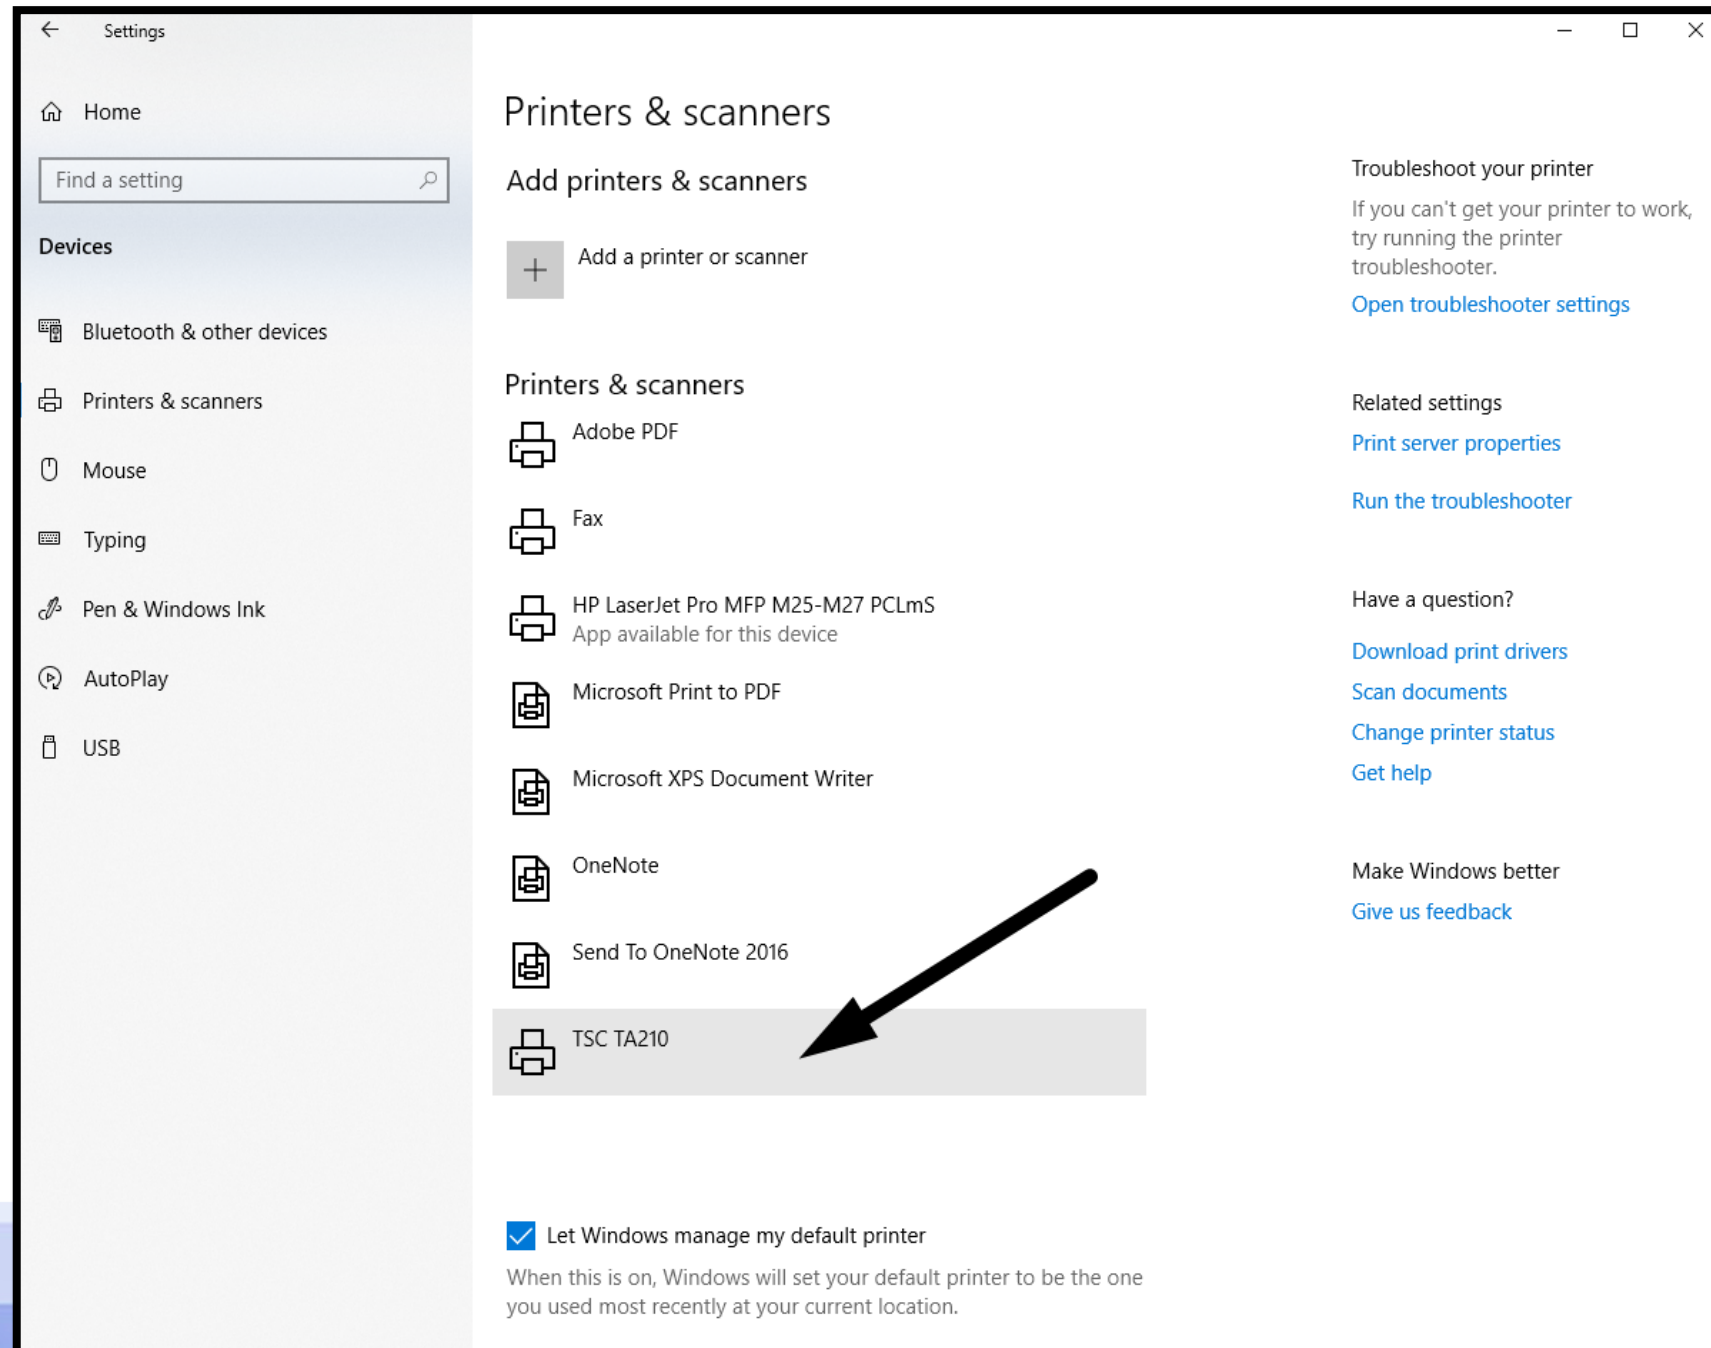 Settings
Home
Find a setting
Devices
Bluetooth & other devices
Printers & scanners
Mouse
Typing
Pen & Windows Ink
AutoPlay
USB
Printers & scanners
Add printers & scanners
Add a printer or scanner
Printers & scanners
Adobe PDF
Fax
HP LaserJet Pro MFP M25-M27 PCLmS
App available for this device
Microsoft Print to PDF
Microsoft XPS Document Writer
OneNote
Send To OneNote 2016
TSC TA210
Let Windows manage my default printer
When this is on, Windows will set your default printer to be the one
you used most recently at your current location.
Troubleshoot your printer
If you can't get your printer to work,
try running the printer
troubleshooter.
Open troubleshooter settings
Related settings
Print server properties
Run the troubleshooter
Have a question?
Download print drivers
Scan documents
Change printer status
Get help
Make Windows better
Give us feedback